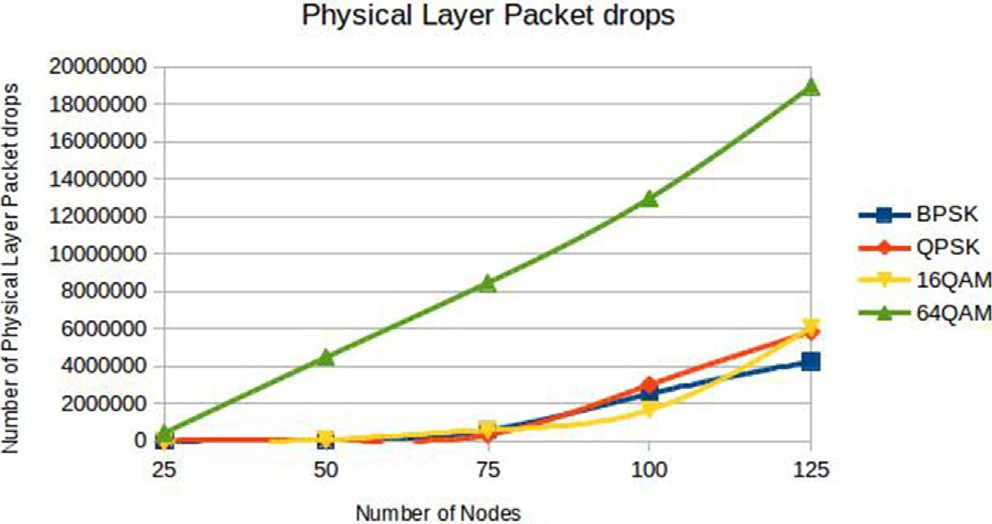 Physical Layer Packet drops
Number of Physical Layer Packet drops
20000000
18000000
16000000
14000000
12000000
10000000
8000000
6000000
4000000
2000000
0
25 50 75 100 125
Number of Nodes
BPSK
QPSK
16QAM
64QAM